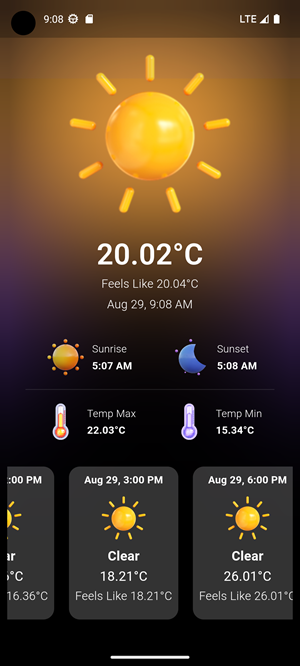 9:08 LTE
20.02°C
Feels Like 20.04°C
Aug 29, 9:08 AM
Sunrise
5:07 AM
Sunset
5:08 AM
Temp Max
22.03°C
Temp Min
15.34°C
:00 PM
ar
°C
16.36°C
Aug 29, 3:00 PM
Clear
18.21°C
Feels Like 18.21°C
Aug 29, 6:00 PM
Clear
26.01°C
Feels Like 26.01°C